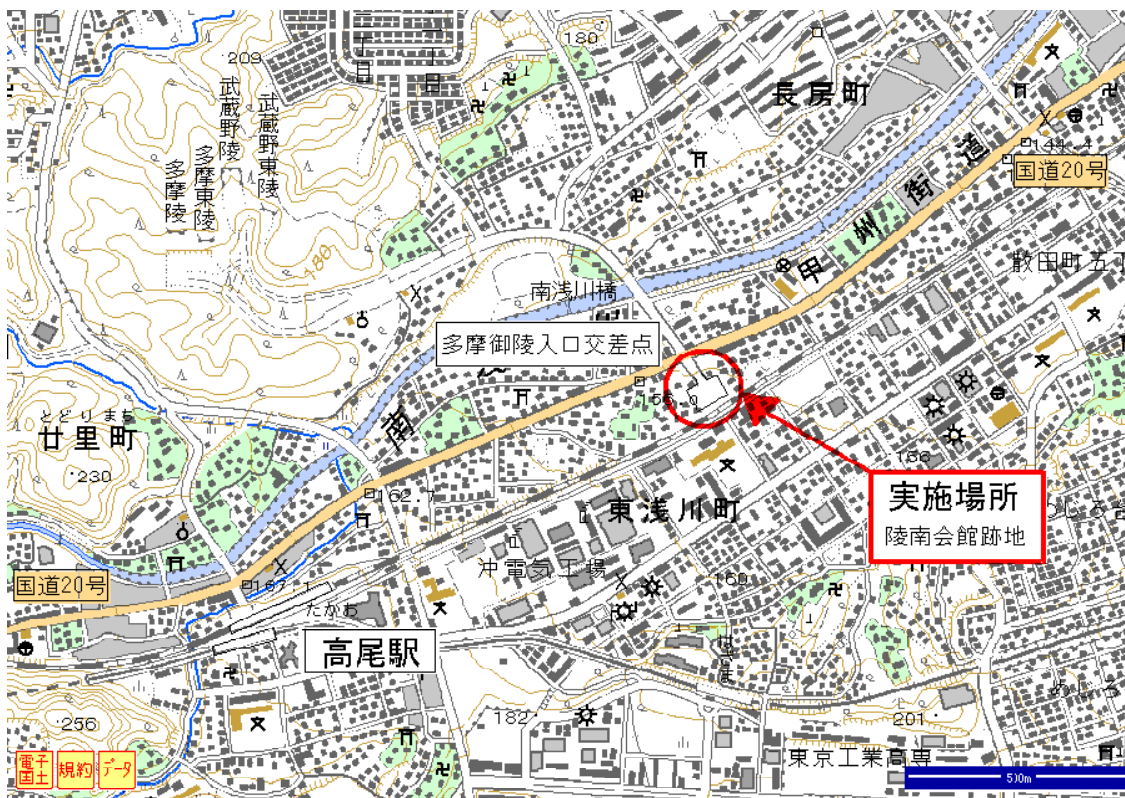 180
209
丁
目
武蔵野陵
武蔵野東陵
多摩東陵
多摩陵
180
長房町
144.4
国道20号
甲州街道
散田町五丁
南浅川橋
多摩御陵入口交差点
156.0
南
とどりまち
廿里町
230
162.7
186
実施場所
陵南会館跡地
東浅川町
沖電気工場
160
国道20号
167.1
たかお
高尾駅
256
182
201
東京工業高専
電子
国土
規約
データ
500m